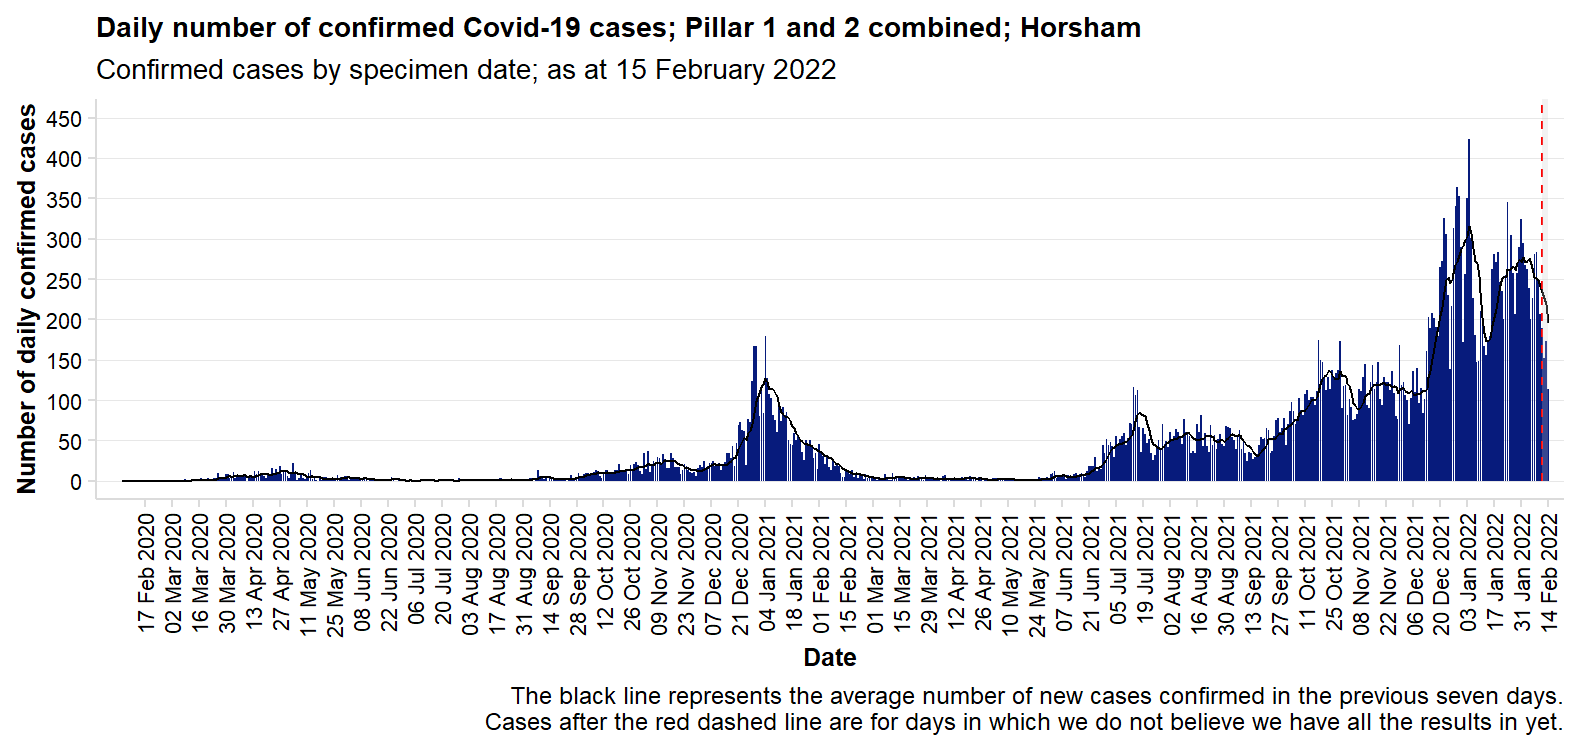 Daily number of confirmed Covid-19 cases; Pillar 1 and 2 combined; Horsham
Confirmed cases by specimen date; as at 15 February 2022
Number of daily confirmed cases
450
400
350
300
250
200
150
100
50
0
17 Feb 2020
02 Mar 2020
16 Mar 2020
30 Mar 2020
13 Apr 2020
27 Apr 2020
11 May 2020
25 May 2020
08 Jun 2020
22 Jun 2020
06 Jul 2020
20 Jul 2020
03 Aug 2020
17 Aug 2020
31 Aug 2020
14 Sep 2020
28 Sep 2020
12 Oct 2020
26 Oct 2020
09 Nov 2020
23 Nov 2020
07 Dec 2020
21 Dec 2020
04 Jan 2021
18 Jan 2021
01 Feb 2021
15 Feb 2021
01 Mar 2021
15 Mar 2021
29 Mar 2021
12 Apr 2021
26 Apr 2021
10 May 2021
24 May 2021
07 Jun 2021
21 Jun 2021
05 Jul 2021
19 Jul 2021
02 Aug 2021
16 Aug 2021
30 Aug 2021
13 Sep 2021
27 Sep 2021
11 Oct 2021
25 Oct 2021
08 Nov 2021
22 Nov 2021
06 Dec 2021
20 Dec 2021
03 Jan 2022
17 Jan 2022
31 Jan 2022
14 Feb 2022
Date
The black line represents the average number of new cases confirmed in the previous seven days.
Cases after the red dashed line are for days in which we do not believe we have all the results in yet.